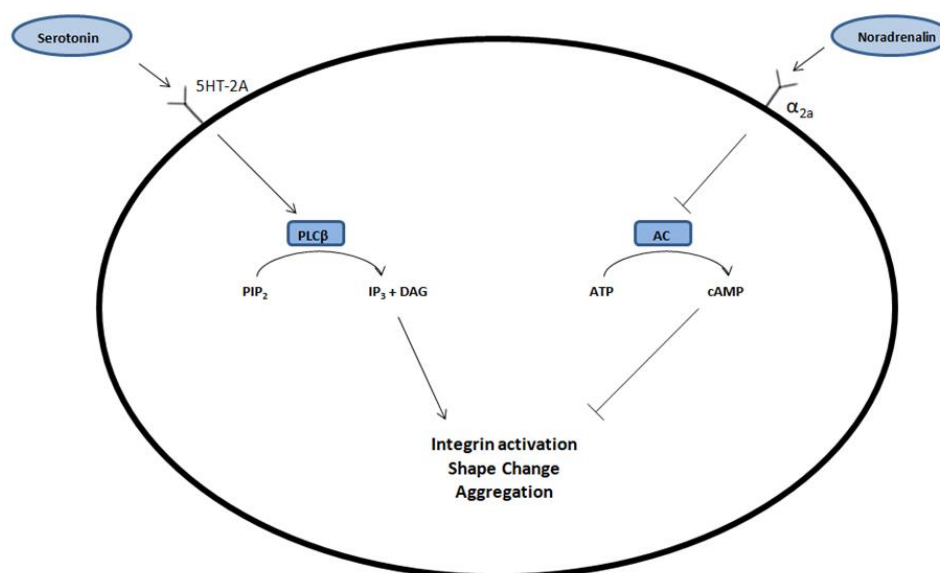 Serotonin
Noradrenalin
5HT-2A
α2a
PLCβ
AC
PIP2
IP3 + DAG
ATP
cAMP
Integrin activation
Shape Change
Aggregation